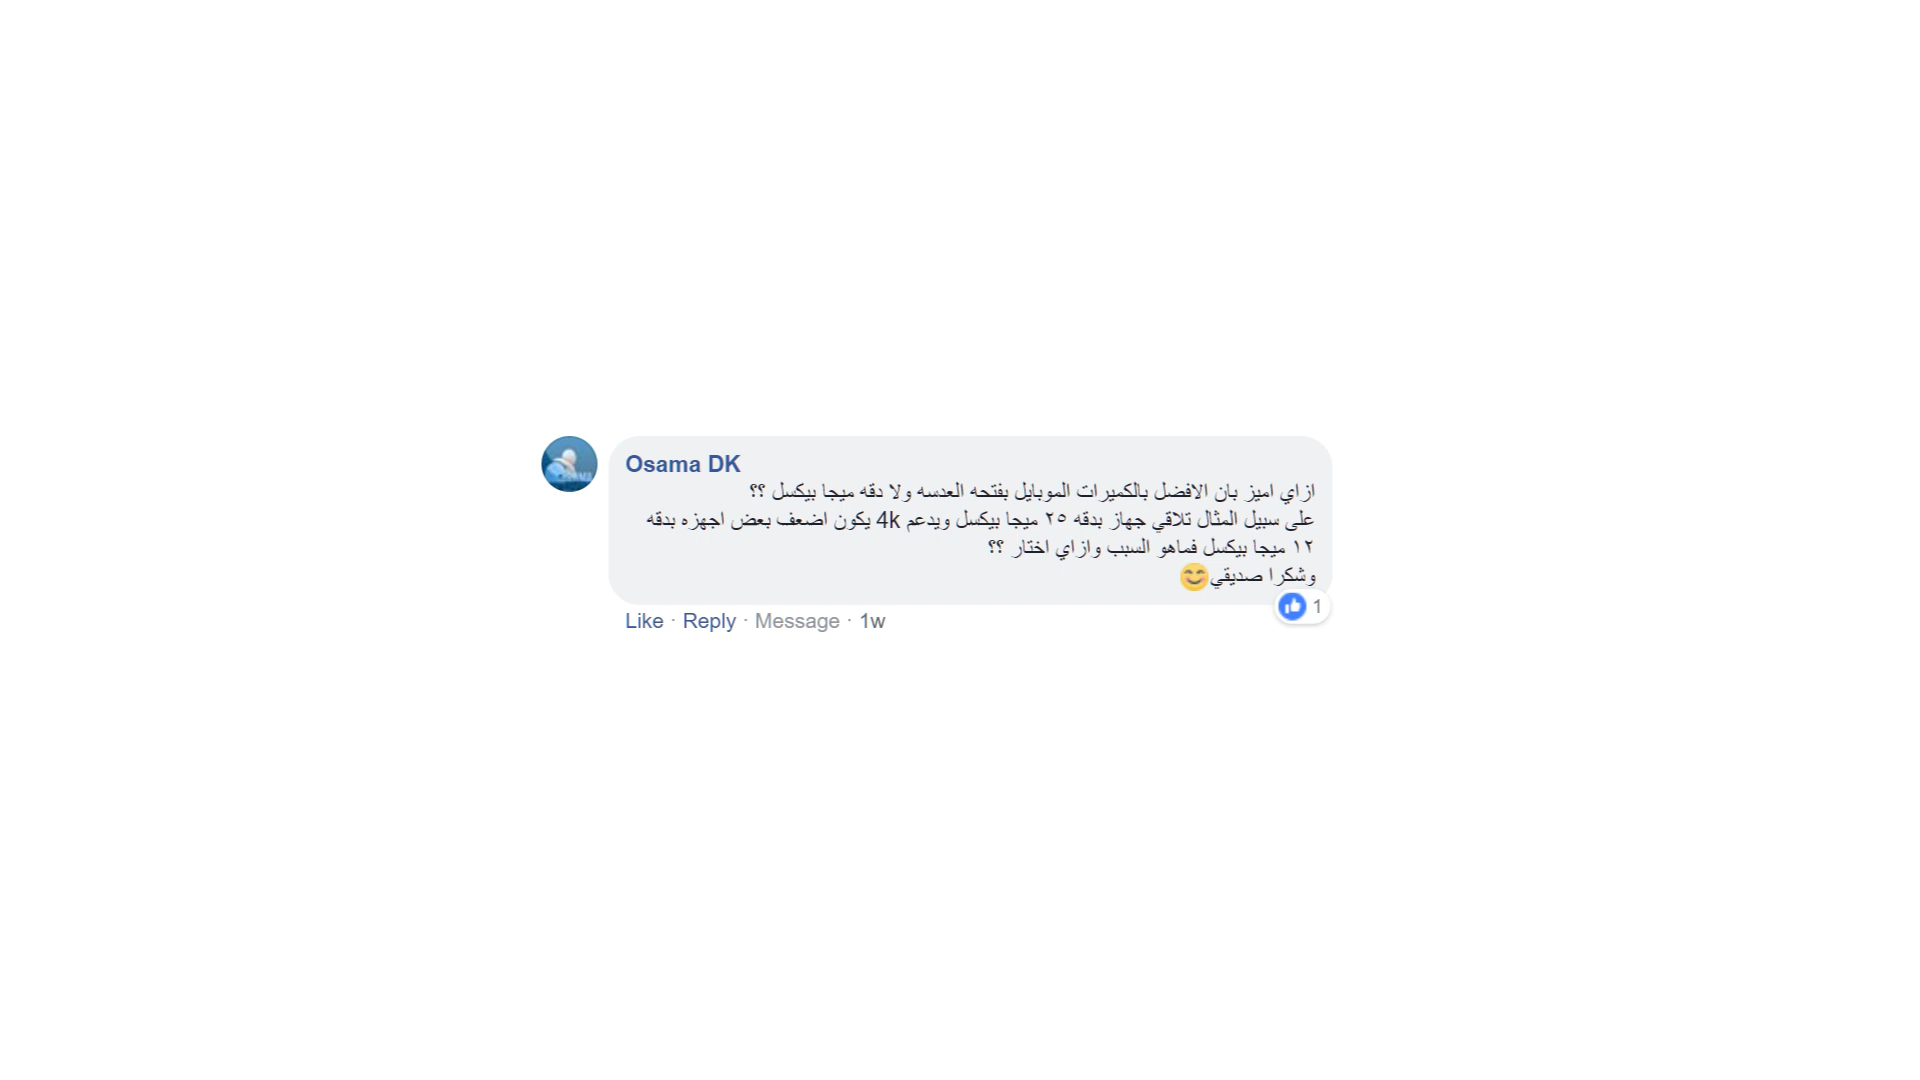 Osama DK
ازاي اميز بان الافضل بالكميرات الموبايل بفتحه العدسه ولا دقه ميجا بيكسل ؟؟
على سبيل المثال تلاقي جهاز بدقه ٢٥ ميجا بيكسل ويدعم 4k يكون اضعف بعض اجهزه بدقه
١٢ ميجا بيكسل فماهو السبب وازاي اختار ؟؟
وشكرا صديقي😊
1
Like · Reply · Message · 1w